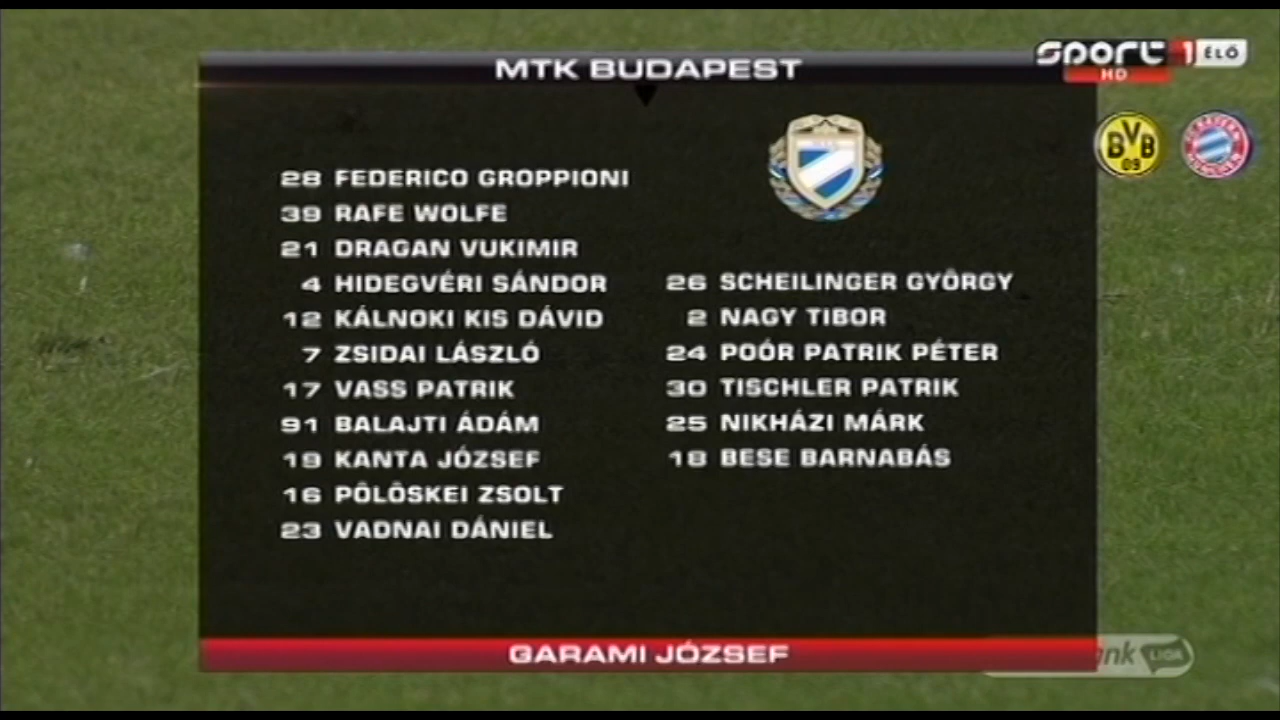 MTK BUDAPEST
sport 1 ÉLŐ
HD
BVB
09
28 FEDERICO GROPPIONI
39 RAFE WOLFE
21 DRAGAN VUKIMIR
4 HIDEGVÉRI SÁNDOR
12 KÁLNOKI KIS DÁVID
7 ZSIDAI LÁSZLÓ
17 VASS PATRIK
91 BALAJTI ÁDÁM
19 KANTA JÓZSEF
16 PÔLÔSKEI ZSOLT
23 VADNAI DÁNIEL
26 SCHEILINGER GYÔRGY
2 NAGY TIBOR
24 POÓR PATRIK PÉTER
30 TISCHLER PATRIK
25 NIKHÁZI MÁRK
18 BESE BARNABÁS
GARAMI JÓZSEF
LIGA